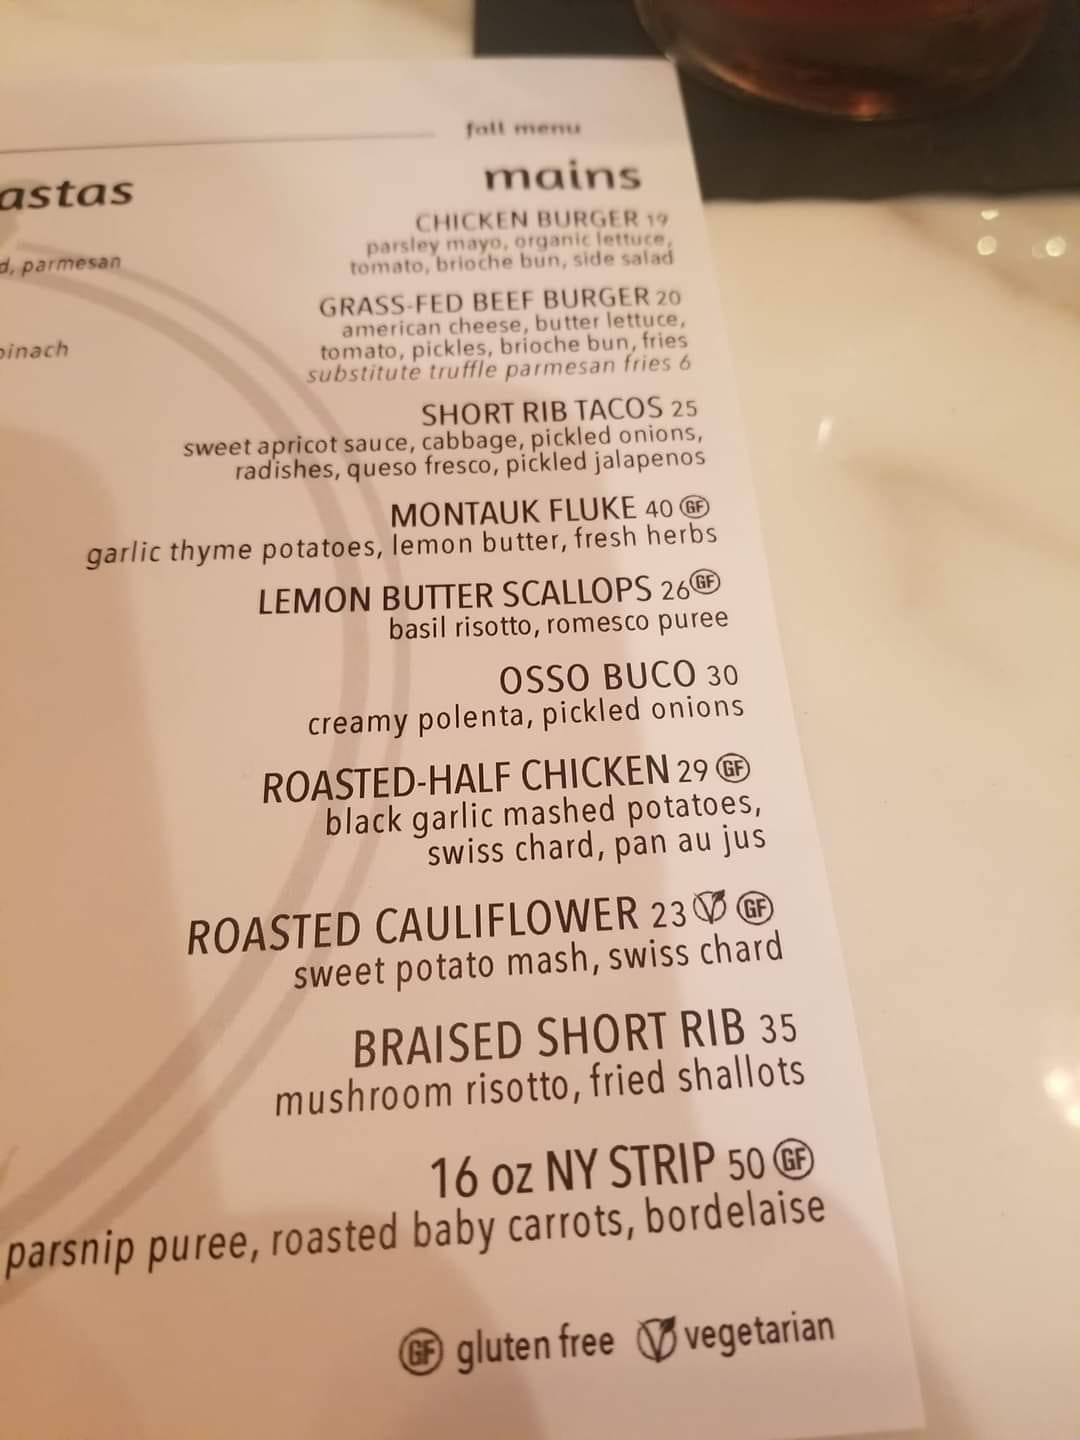 fall menu
astas
d, parmesan
pinach
mains
CHICKEN BURGER 19
parsley mayo, organic lettuce,
tomato, brioche bun, side salad
GRASS-FED BEEF BURGER 20
american cheese, butter lettuce,
tomato, pickles, brioche bun, fries
substitute truffle parmesan fries 6
SHORT RIB TACOS 25
sweet apricot sauce, cabbage, pickled onions,
radishes, queso fresco, pickled jalapenos
MONTAUK FLUKE 40 GF
garlic thyme potatoes, lemon butter, fresh herbs
LEMON BUTTER SCALLOPS 26 GF
basil risotto, romesco puree
OSSO BUCO 30
creamy polenta, pickled onions
ROASTED-HALF CHICKEN 29 GF
black garlic mashed potatoes,
swiss chard, pan au jus
ROASTED CAULIFLOWER 23 V GF
sweet potato mash, swiss chard
BRAISED SHORT RIB 35
mushroom risotto, fried shallots
16 oz NY STRIP 50 GF
parsnip puree, roasted baby carrots, bordelaise
GF gluten free V vegetarian